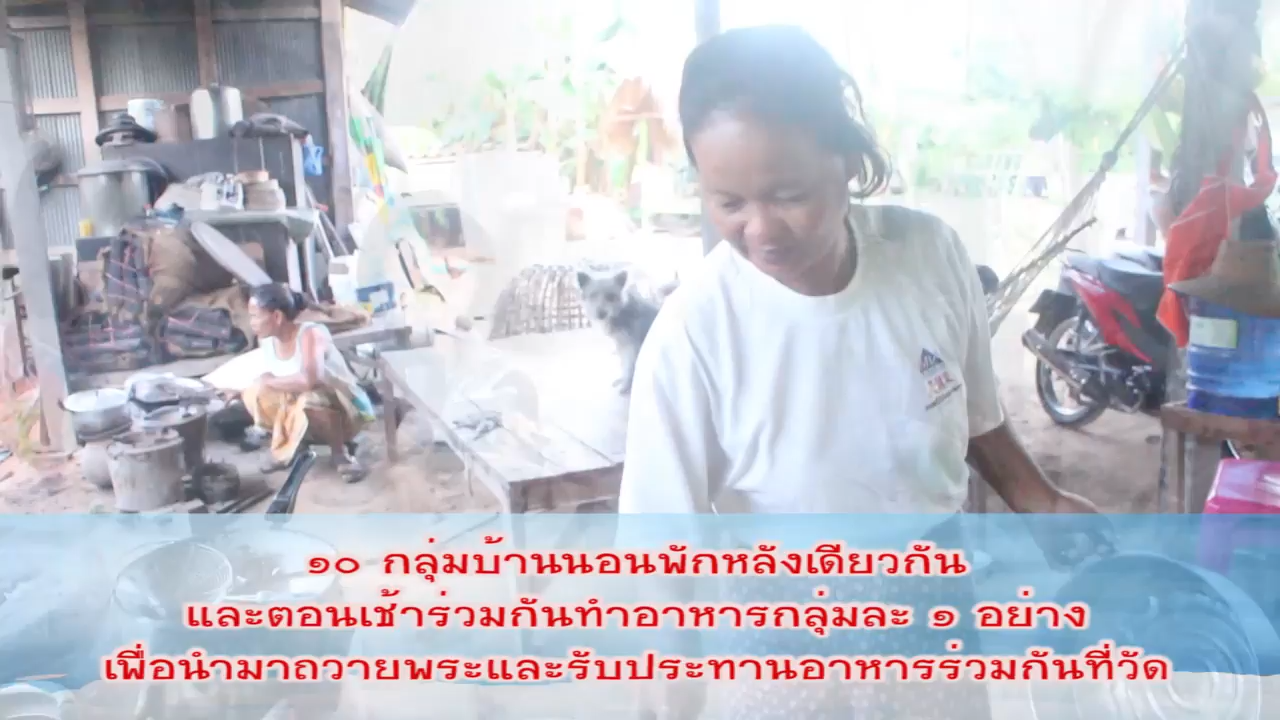 ๑๐ กลุ่มบ้านนอนพักหลังเดียวกัน
และตอนเช้าร่วมกันทำอาหารกลุ่มละ ๑ อย่าง
เพื่อนำมาถวายพระและรับประทานอาหารร่วมกันที่วัด